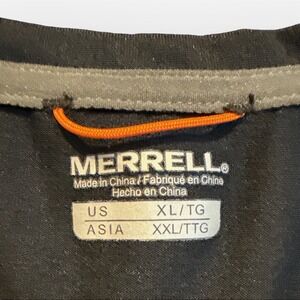 MERRELL®
Made in China / Fabriqué en Chine
Hecho en China
US XL/TG
ASIA XXL/TTG